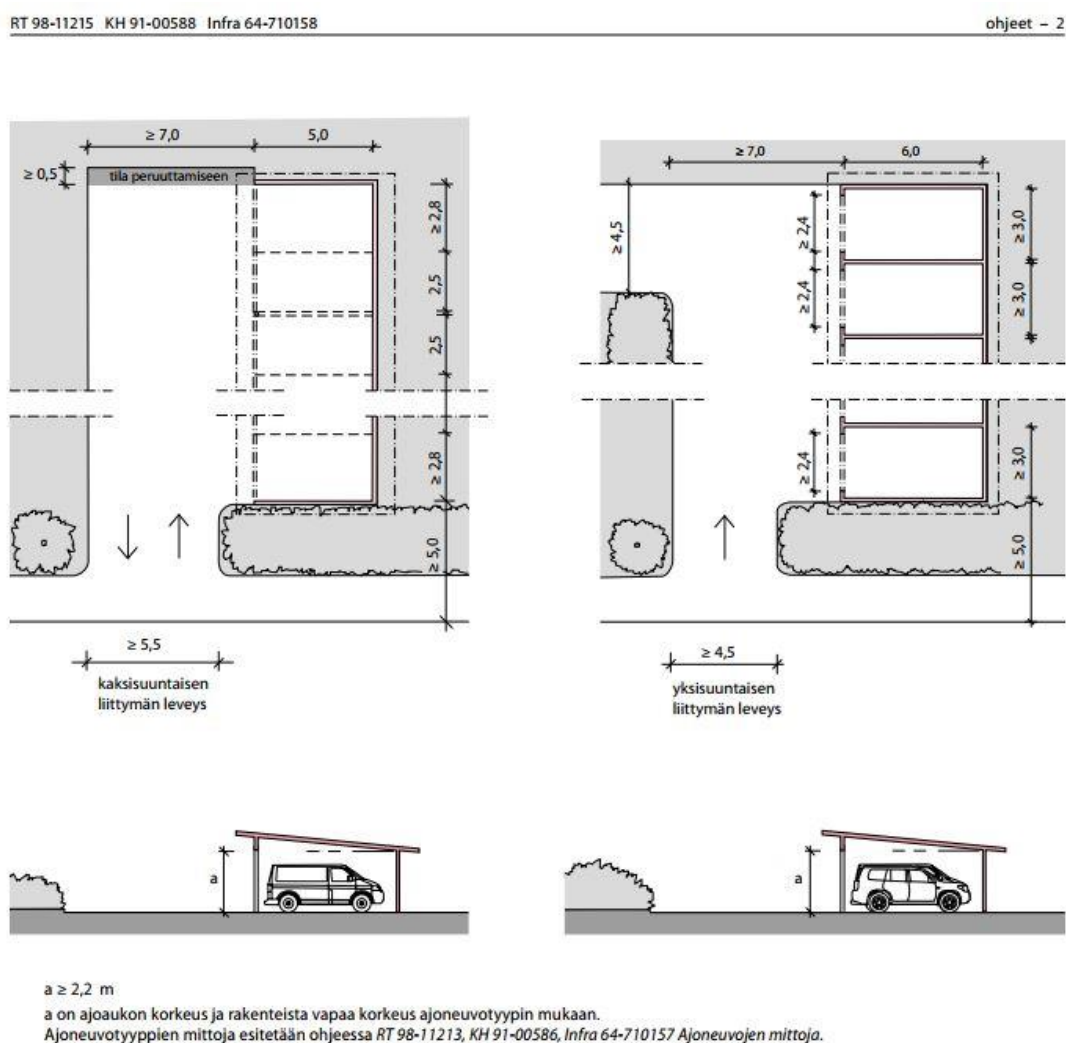 RT 98-11215 KH 91-00588 Infra 64-710158
ohjeet – 2
≥ 7,0
5,0
≥ 0,5
tila peruuttamiseen
≥ 2,8
2,5
2,5
≥ 2,8
≥ 5,0
≥ 5,5
kaksisuuntaisen
liittymän leveys
≥ 7,0
6,0
≥ 4,5
≥ 2,4
≥ 3,0
≥ 2,4
≥ 3,0
≥ 2,4
≥ 3,0
≥ 5,0
≥ 4,5
yksisuuntaisen
liittymän leveys
a
a
a ≥ 2,2 m
a on ajoaukon korkeus ja rakenteista vapaa korkeus ajoneuvotyypin mukaan.
Ajoneuvotyyppien mittoja esitetään ohjeessa RT 98-11213, KH 91-00586, Infra 64-710157 Ajoneuvojen mittoja.